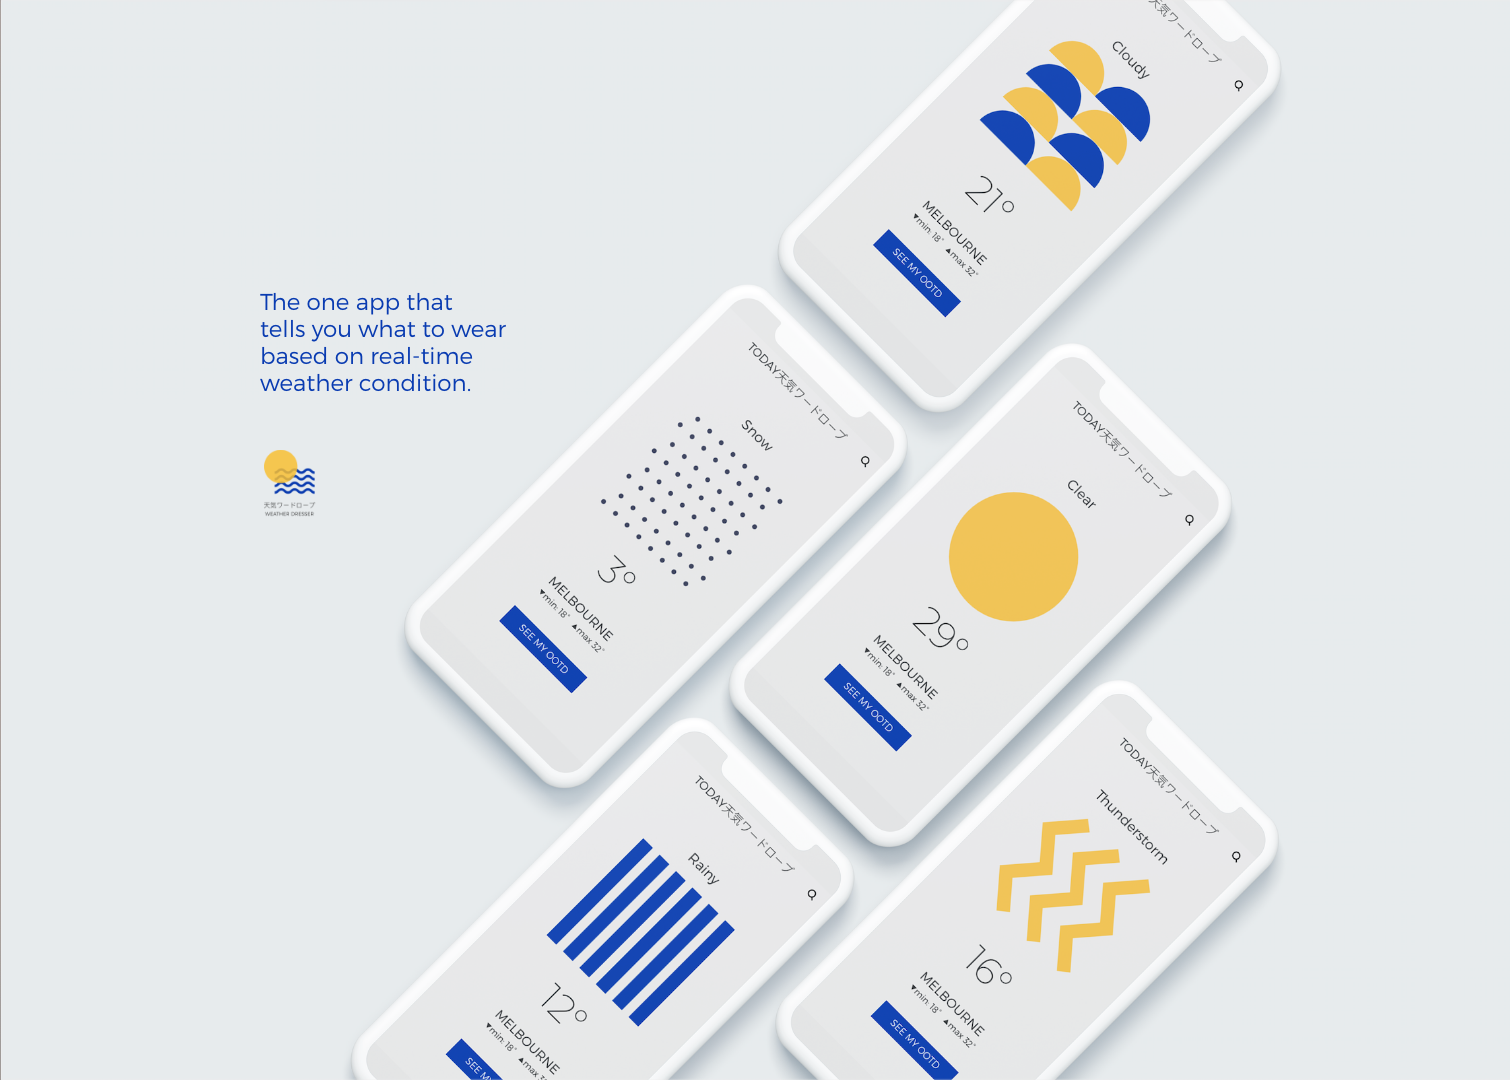 The one app that
tells you what to wear
based on real-time
weather condition.
天気ワードローブ
WEATHER DRESSER
天気ワードローブ
Cloudy
21°
MELBOURNE
▼min: 18° ▲max 32°
SEE MY OOTD
TODAY天気ワードローブ
Snow
3°
MELBOURNE
▼min: 18° ▲max 32°
SEE MY OOTD
TODAY天気ワードローブ
Clear
29°
MELBOURNE
▼min: 18° ▲max 32°
SEE MY OOTD
TODAY天気ワードローブ
Rainy
12°
MELBOURNE
▼min: 18° ▲max
SEE MY
TODAY天気ワードローブ
Thunderstorm
16°
MELBOURNE
▼min: 18° ▲max 32°
SEE MY OOTD